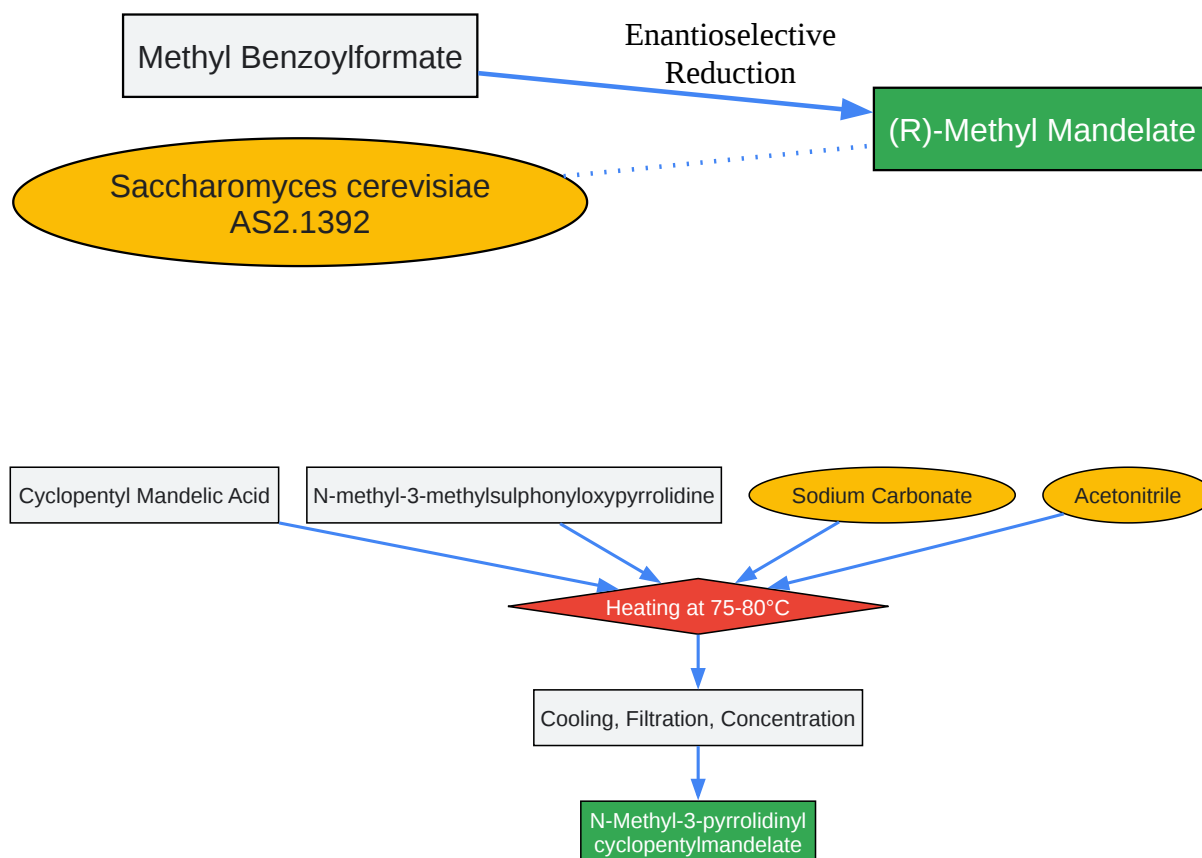 Methyl Benzoylformate
Enantioselective
Reduction
(R)-Methyl Mandelate
Saccharomyces cerevisiae
AS2.1392
Cyclopentyl Mandelic Acid
N-methyl-3-methylsulphonyloxypyrrolidine
Sodium Carbonate
Acetonitrile
Heating at 75-80°C
Cooling, Filtration, Concentration
N-Methyl-3-pyrrolidinyl
cyclopentylmandelate